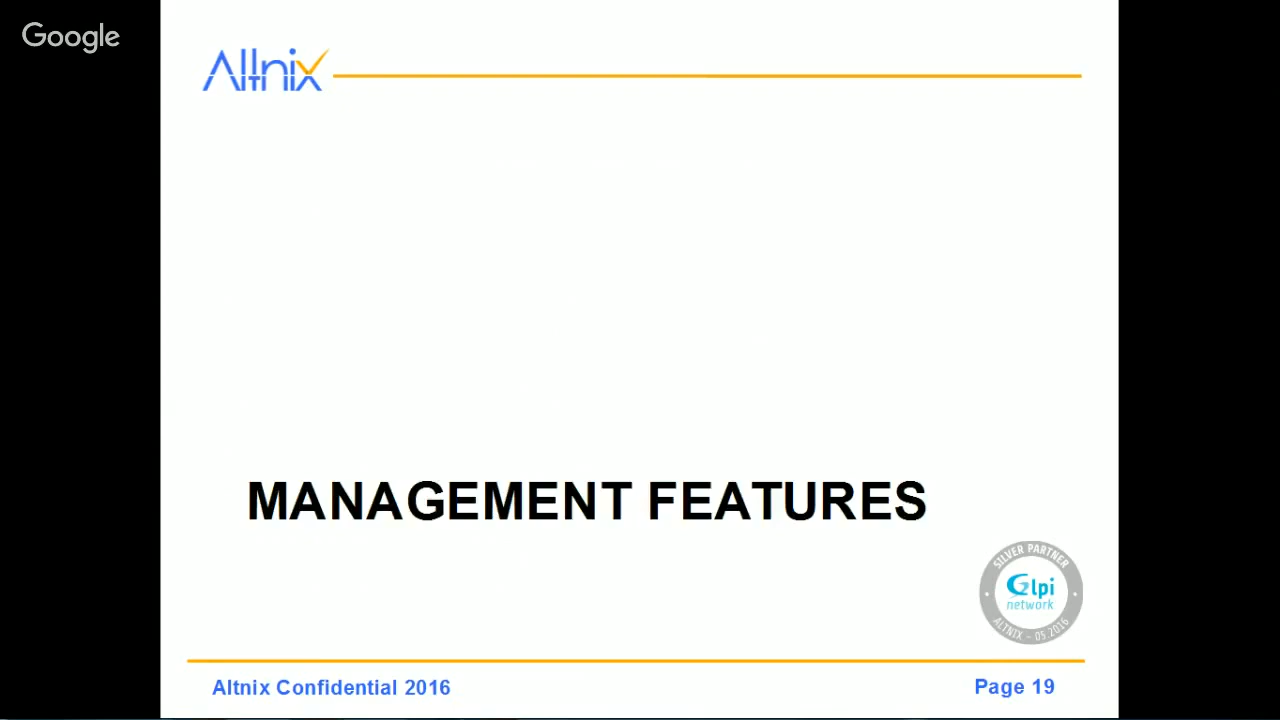 Google
Altnix
MANAGEMENT FEATURES
SILVER PARTNER
Glpi
network
ALTNIX - 05.2016
Altnix Confidential 2016
Page 19